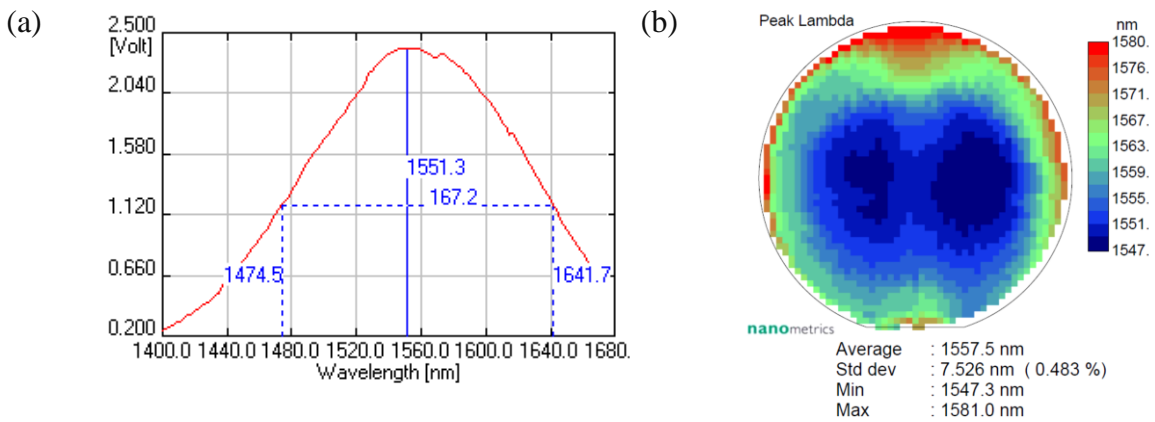 (a)
2.500
[Volt]
2.040
1.580
1.120
0.660
0.200
1551.3
167.2
1474.5
1641.7
1400.0 1440.0 1480.0 1520.0 1560.0 1600.0 1640.0 1680.
Wavelength [nm]
(b)
Peak Lambda
nm
1580.
1576.
1571.
1567.
1563.
1559.
1555.
1551.
1547.
nanometrics
Average : 1557.5 nm
Std dev : 7.526 nm ( 0.483 %)
Min : 1547.3 nm
Max : 1581.0 nm